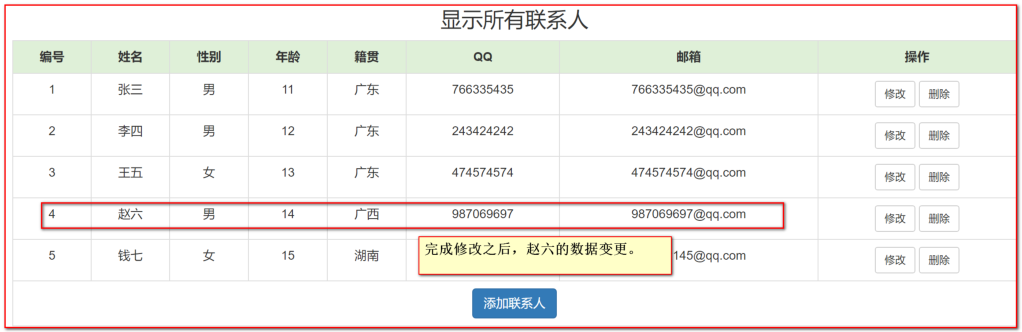 显示所有联系人
编号 姓名 性别 年龄 籍贯 QQ 邮箱 操作
1 张三 男 11 广东 766335435 766335435@qq.com 修改 删除
2 李四 男 12 广东 243424242 243424242@qq.com 修改 删除
3 王五 女 13 广东 474574574 474574574@qq.com 修改 删除
4 赵六 男 14 广西 987069697 987069697@qq.com 修改 删除
完成修改之后，赵六的数据变更。
5 钱七 女 15 湖南 145@qq.com 修改 删除
添加联系人